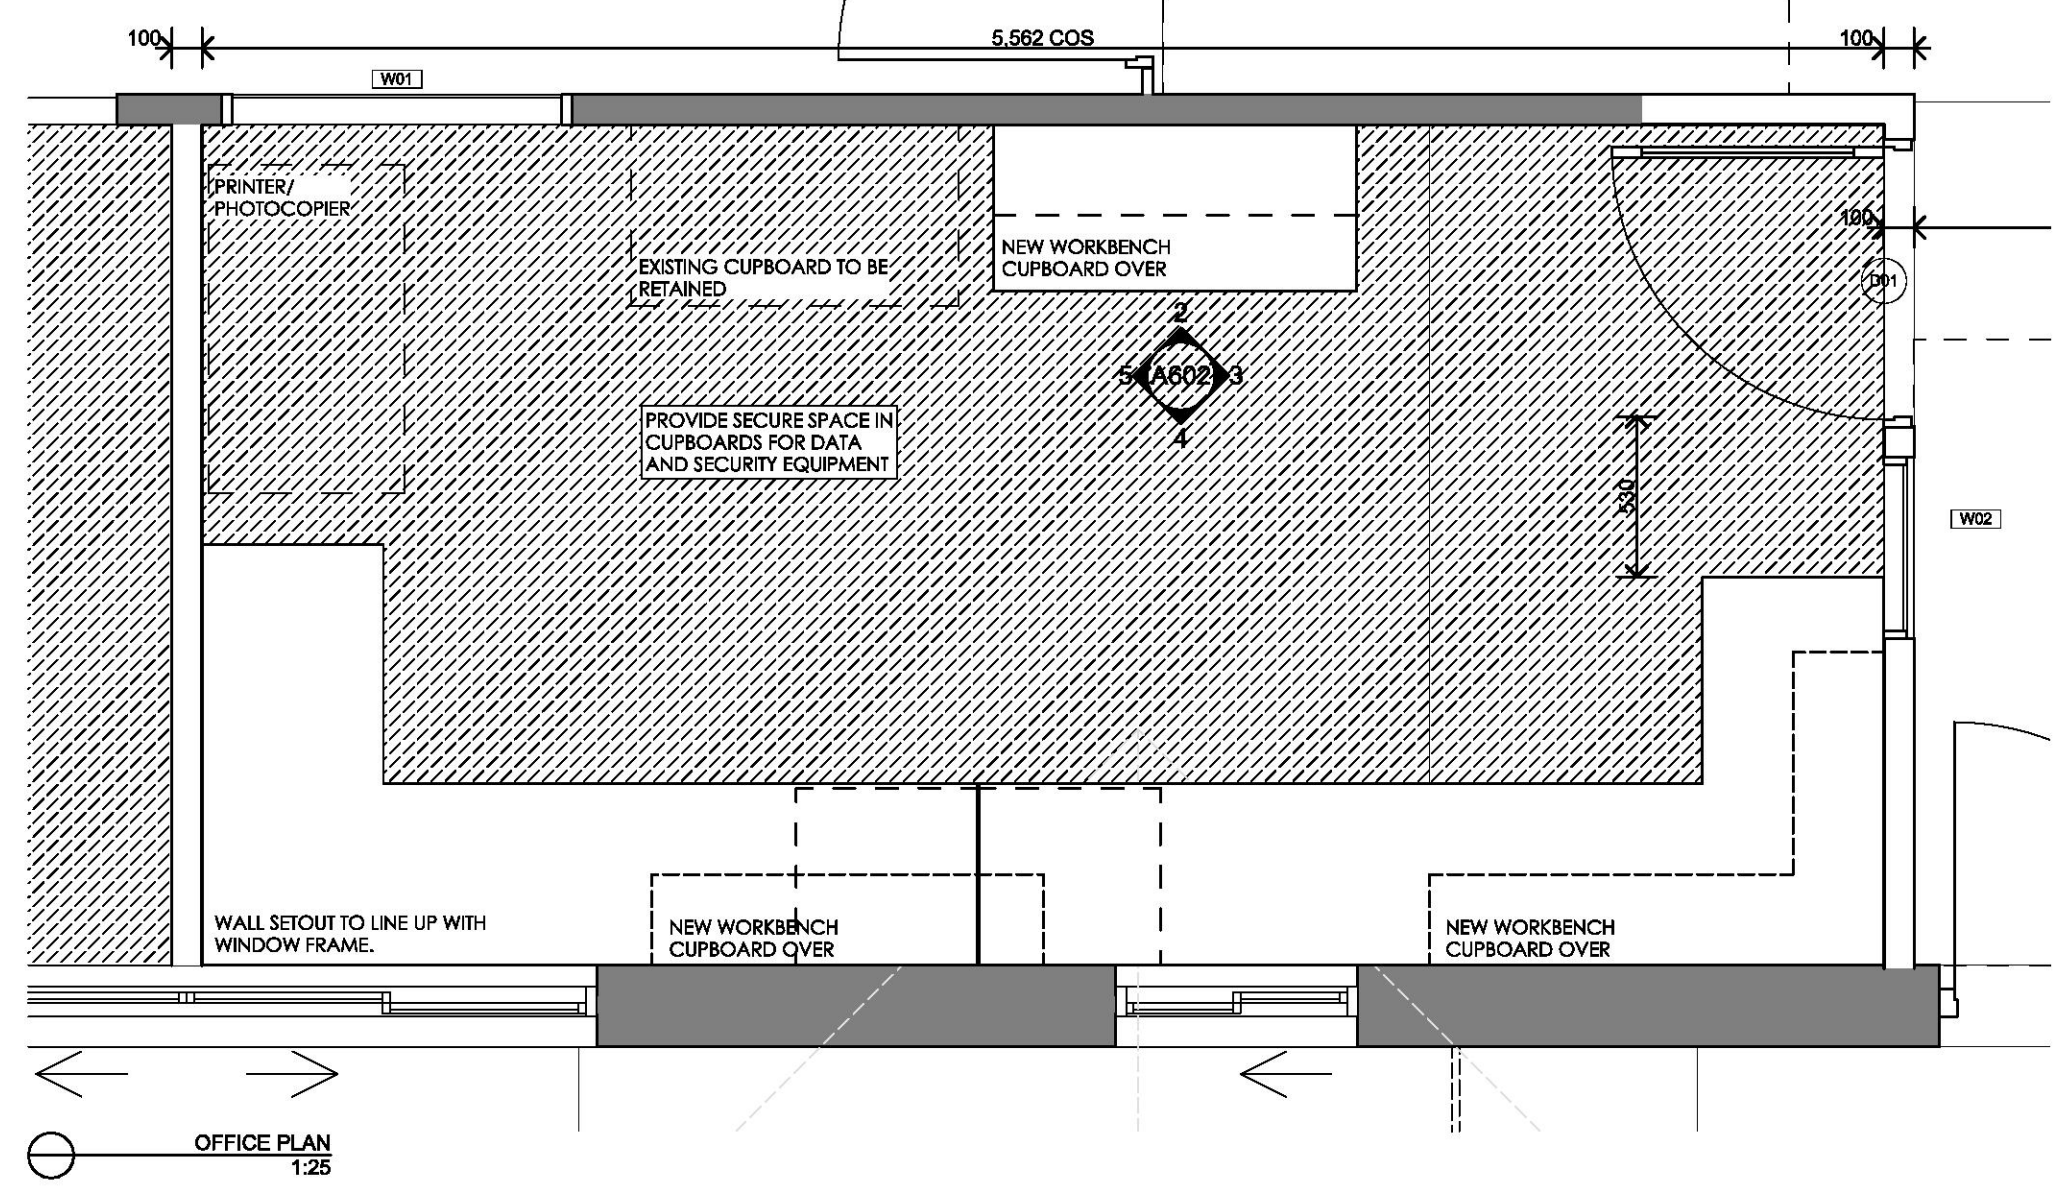 100
5,562 COS
100
W01
PRINTER/
PHOTOCOPIER
EXISTING CUPBOARD TO BE
RETAINED
NEW WORKBENCH
CUPBOARD OVER
100
D01
2
5
A602
3
4
PROVIDE SECURE SPACE IN
CUPBOARDS FOR DATA
AND SECURITY EQUIPMENT
530
W02
WALL SETOUT TO LINE UP WITH
WINDOW FRAME.
NEW WORKBENCH
CUPBOARD OVER
NEW WORKBENCH
CUPBOARD OVER
OFFICE PLAN
1:25